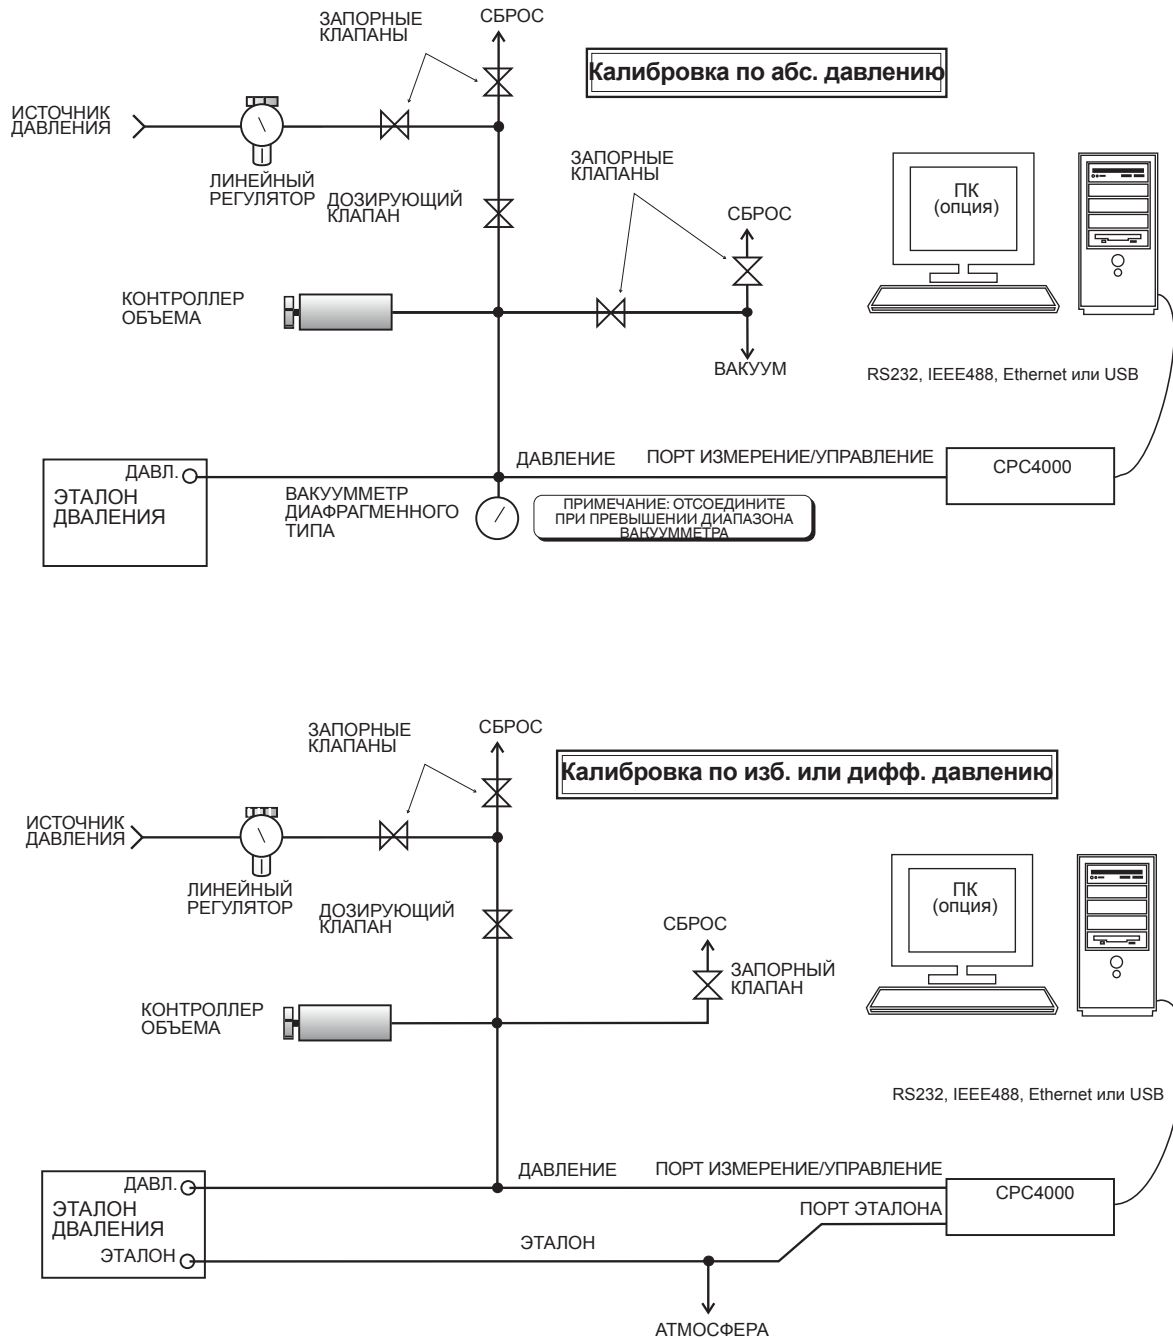 ЗАПОРНЫЕ
КЛАПАНЫ
СБРОС
Калибровка по абс. давлению
ИСТОЧНИК
ДАВЛЕНИЯ
ЛИНЕЙНЫЙ
РЕГУЛЯТОР
ДОЗИРУЮЩИЙ
КЛАПАН
ЗАПОРНЫЕ
КЛАПАНЫ
СБРОС
ПК
(опция)
КОНТРОЛЛЕР
ОБЪЕМА
ВАКУУМ
RS232, IEEE488, Ethernet или USB
ДАВЛ.
ЭТАЛОН
ДВАЛЕНИЯ
ДАВЛЕНИЕ
ПОРТ ИЗМЕРЕНИЕ/УПРАВЛЕНИЕ
CPC4000
ВАКУУММЕТР
ДИАФРАГМЕННОГО
ТИПА
ПРИМЕЧАНИЕ: ОТСОЕДИНИТЕ
ПРИ ПРЕВЫШЕНИИ ДИАПАЗОНА
ВАКУУММЕТРА
ЗАПОРНЫЕ
КЛАПАНЫ
СБРОС
Калибровка по изб. или дифф. давлению
ИСТОЧНИК
ДАВЛЕНИЯ
ЛИНЕЙНЫЙ
РЕГУЛЯТОР
ДОЗИРУЮЩИЙ
КЛАПАН
СБРОС
ЗАПОРНЫЙ
КЛАПАН
ПК
(опция)
КОНТРОЛЛЕР
ОБЪЕМА
RS232, IEEE488, Ethernet или USB
ДАВЛ.
ЭТАЛОН
ДВАЛЕНИЯ
ЭТАЛОН
ДАВЛЕНИЕ
ПОРТ ИЗМЕРЕНИЕ/УПРАВЛЕНИЕ
CPC4000
ПОРТ ЭТАЛОНА
ЭТАЛОН
АТМОСФЕРА